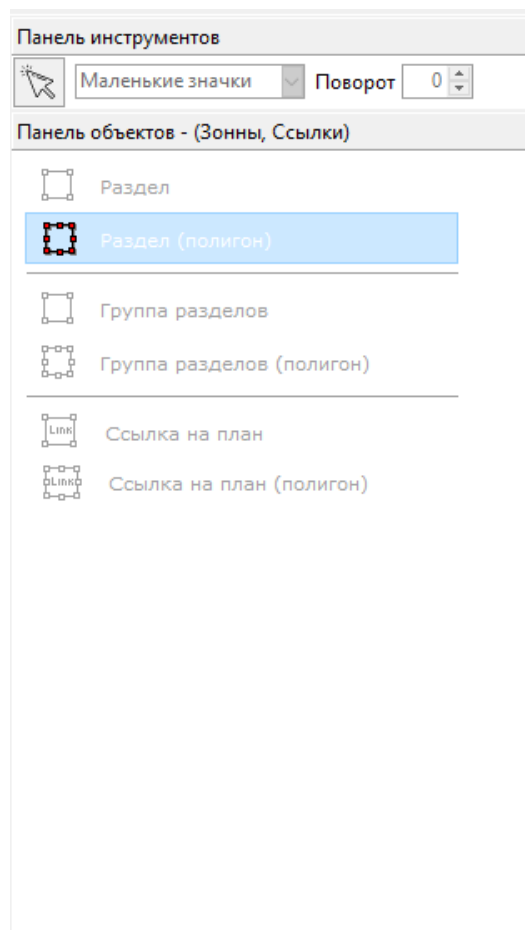 Панель инструментов
Маленькие значки Поворот 0
Панель объектов - (Зонны, Ссылки)
Раздел
Раздел (полигон)
Группа разделов
Группа разделов (полигон)
Link Ссылка на план
Link Ссылка на план (полигон)